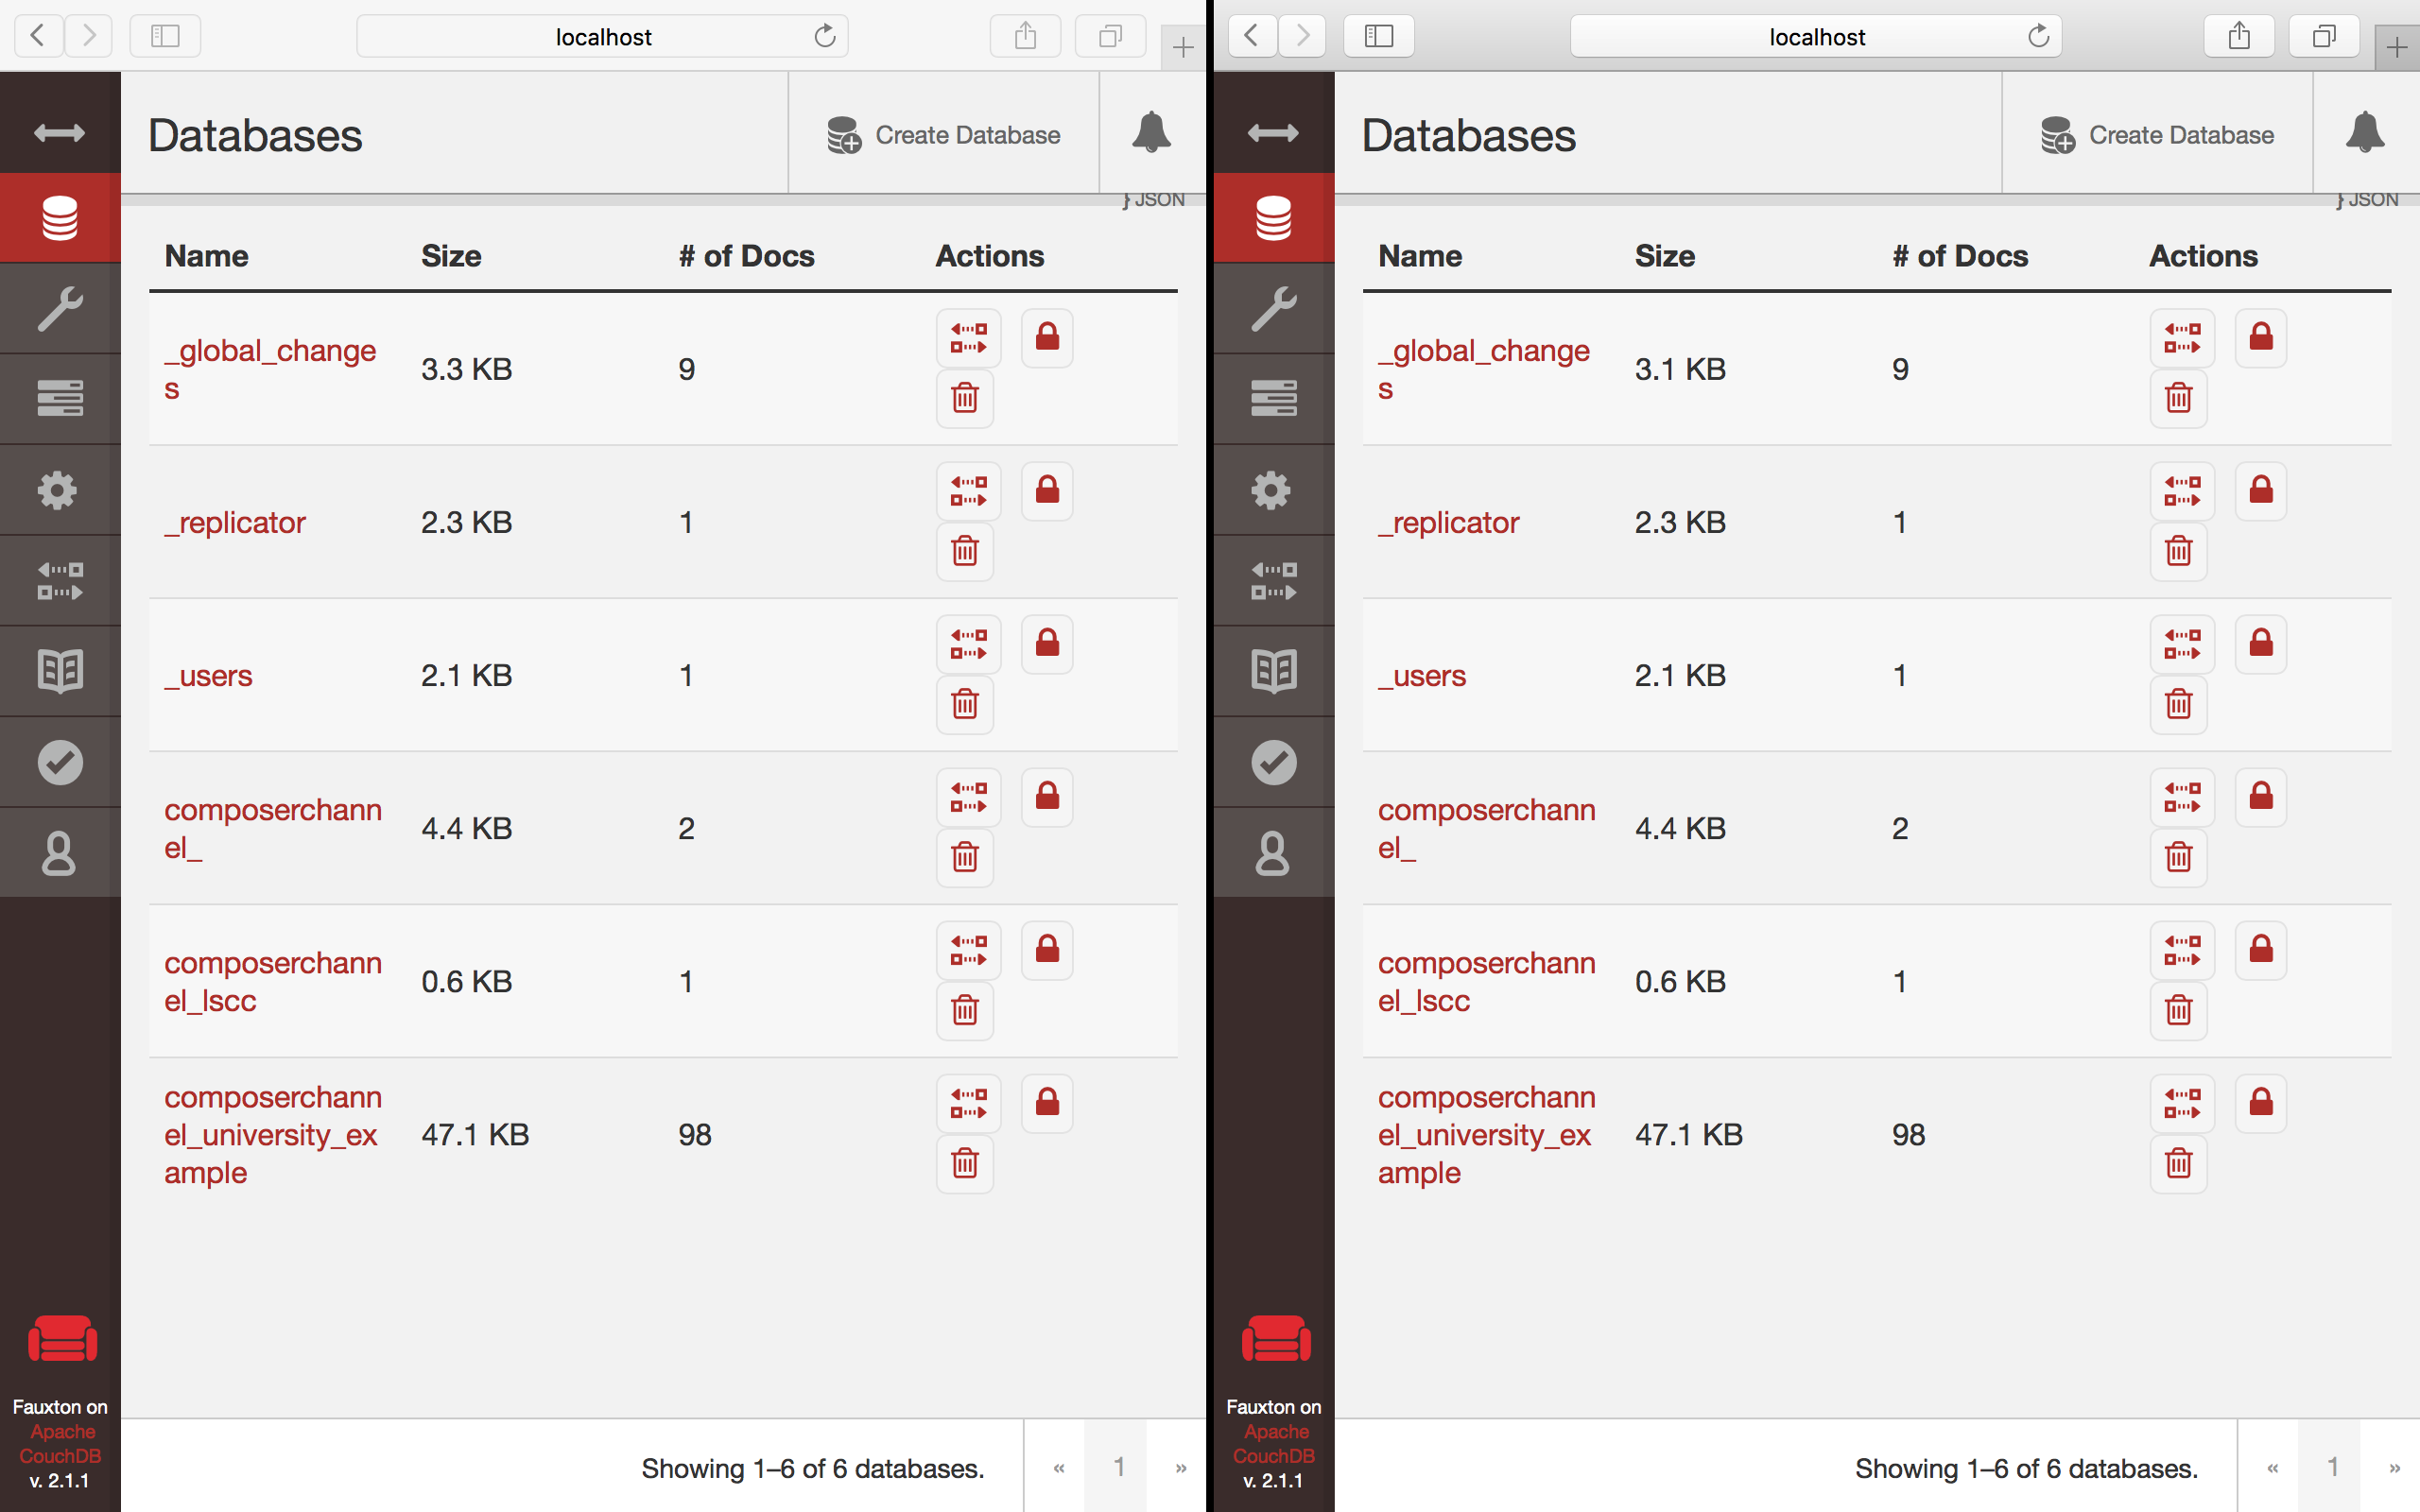 localhost
Databases
Create Database
} JSON
Name Size # of Docs Actions
_global_change
s
3.3 KB 9
_replicator 2.3 KB 1
_users 2.1 KB 1
composerchann
el_
4.4 KB 2
composerchann
el_lscc
0.6 KB 1
composerchann
el_university_ex
ample
47.1 KB 98
Fauxton on
Apache
CouchDB
v. 2.1.1
Showing 1–6 of 6 databases.
« 1 »
localhost
Databases
Create Database
} JSON
Name Size # of Docs Actions
_global_change
s
3.1 KB 9
_replicator 2.3 KB 1
_users 2.1 KB 1
composerchann
el_
4.4 KB 2
composerchann
el_lscc
0.6 KB 1
composerchann
el_university_ex
ample
47.1 KB 98
Fauxton on
Apache
CouchDB
v. 2.1.1
Showing 1–6 of 6 databases.
« 1 »